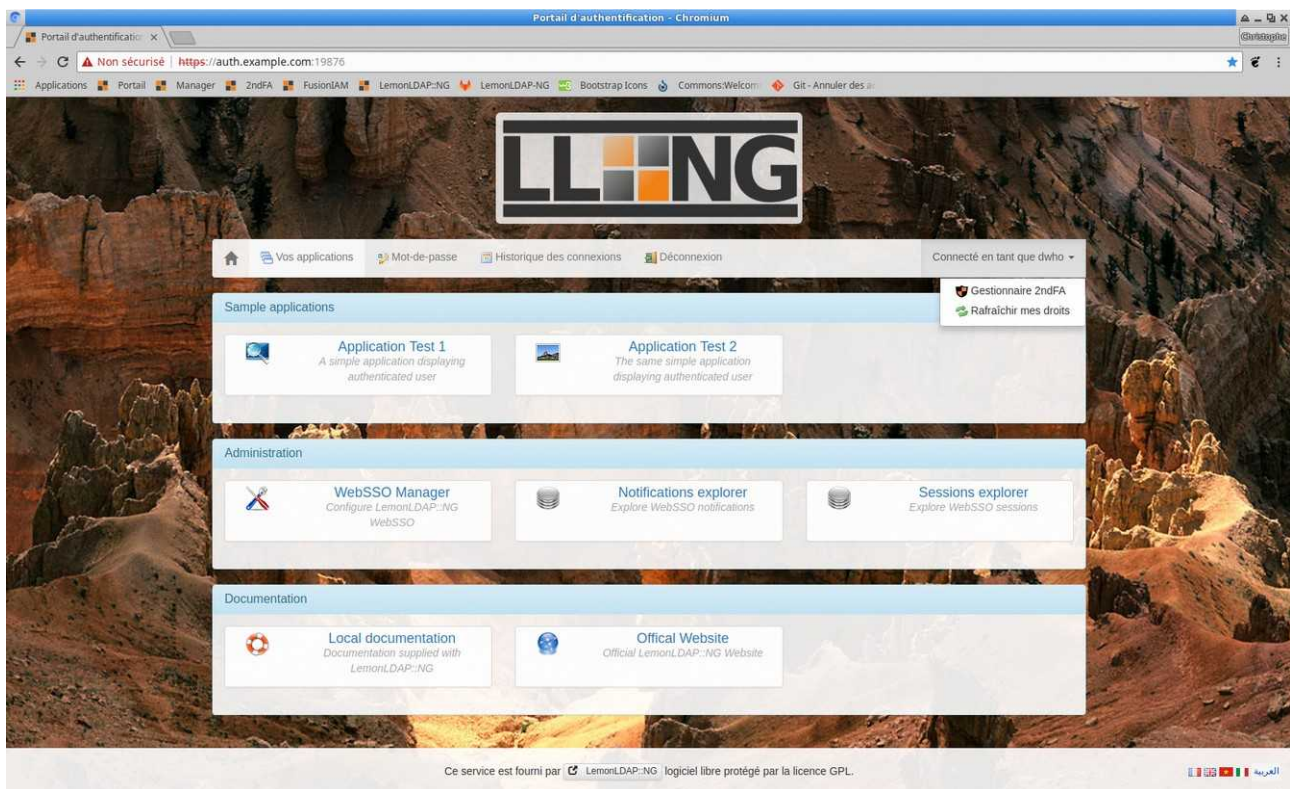 Portail d'authentification - Chromium
Portail d'authentification
Christophe
Non sécurisé | https://auth.example.com:19876
Applications Portail Manager 2ndFA FusionIAM LemonLDAP::NG LemonLDAP-NG Bootstrap Icons Commons:Welcom Git - Annuler des a
LL NG
Vos applications Mot-de-passe Historique des connexions Déconnexion Connecté en tant que dwho
Gestionnaire 2ndFA
Rafraîchir mes droits
Sample applications
Application Test 1
A simple application displaying
authenticated user
Application Test 2
The same simple application
displaying authenticated user
Administration
WebSSO Manager
Configure LemonLDAP::NG
WebSSO
Notifications explorer
Explore WebSSO notifications
Sessions explorer
Explore WebSSO sessions
Documentation
Local documentation
Documentation supplied with
LemonLDAP::NG
Offical Website
Official LemonLDAP::NG Website
Ce service est fourni par LemonLDAP::NG logiciel libre protégé par la licence GPL.
العربية